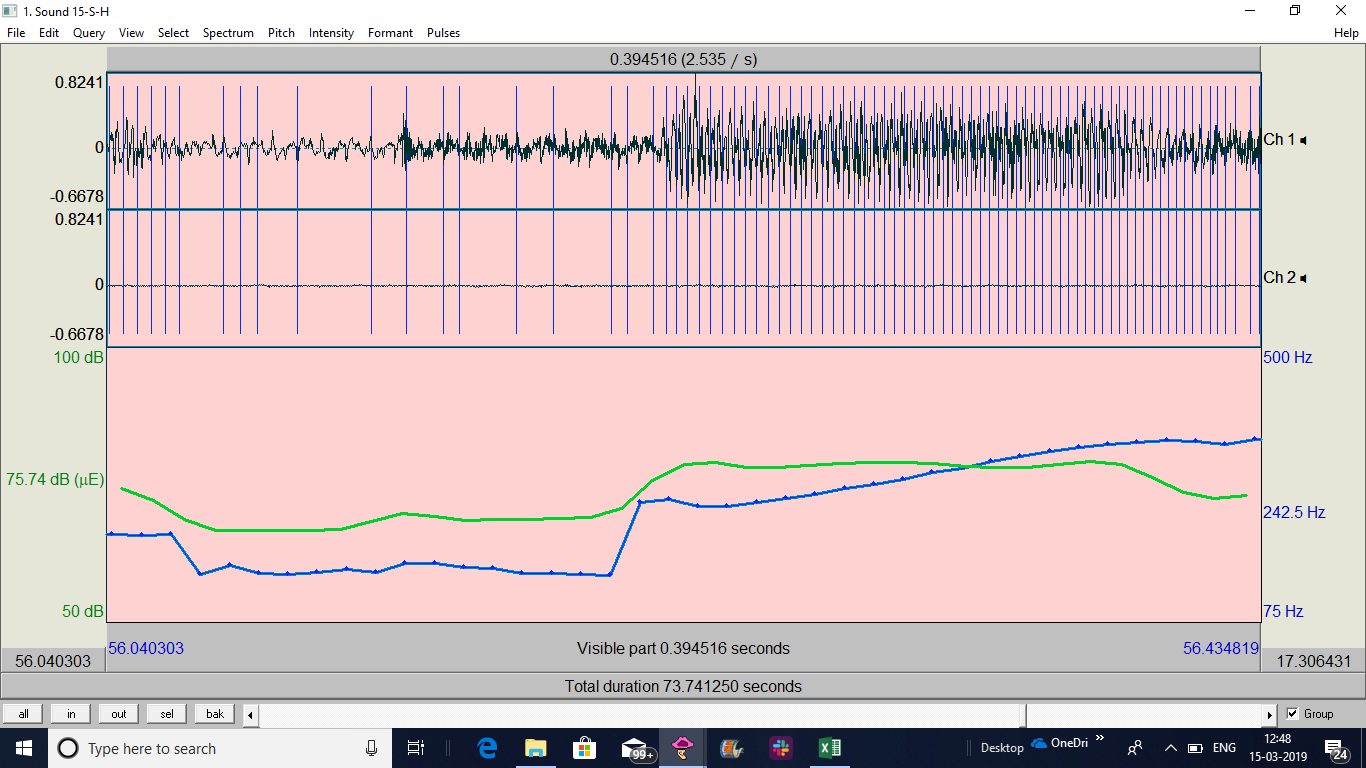 1. Sound 15-S-H
File Edit Query View Select Spectrum Pitch Intensity Formant Pulses Help
0.394516 (2.535 / s)
0.8241
0
-0.6678
Ch 1
0.8241
0
-0.6678
Ch 2
100 dB
500 Hz
75.74 dB (µE)
242.5 Hz
50 dB
75 Hz
56.040303
Visible part 0.394516 seconds
56.434819
56.040303
17.306431
Total duration 73.741250 seconds
all in out sel bak
Group
Type here to search
99+
Desktop
OneDri
ENG
12:48
15-03-2019
24